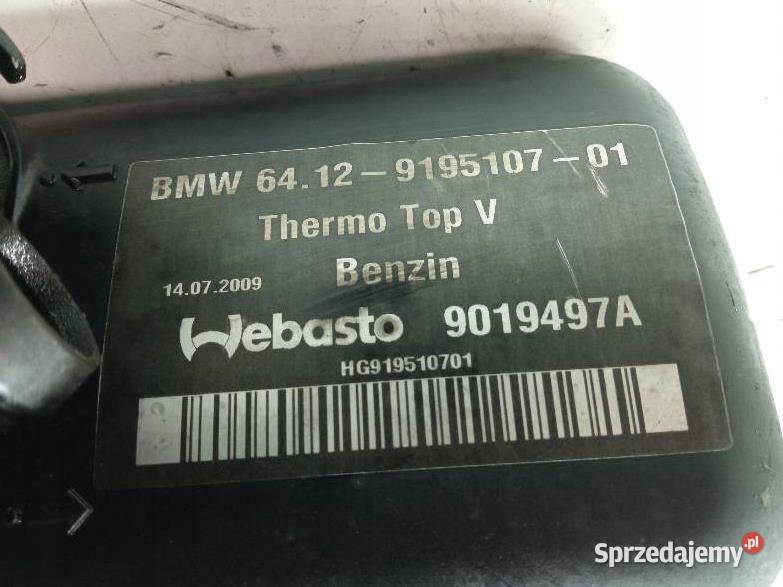 BMW 64.12-9195107-01
Thermo Top V
14.07.2009 Benzin
Webasto 9019497A
HG919510701
Sprzedajemy.pl